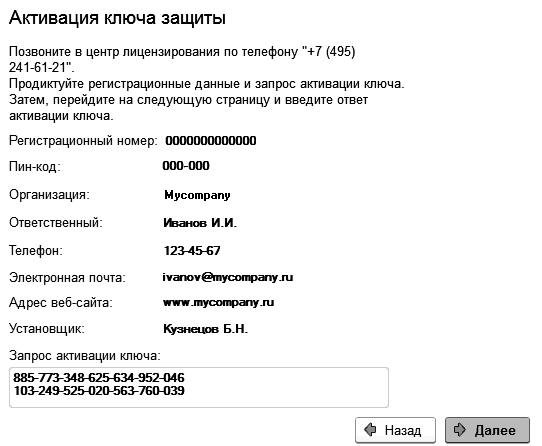 Активация ключа защиты
Позвоните в центр лицензирования по телефону "+7 (495)
241-61-21".
Продиктуйте регистрационные данные и запрос активации ключа.
Затем, перейдите на следующую страницу и введите ответ
активации ключа.
Регистрационный номер: 0000000000000
Пин-код: 000-000
Организация: Mycompany
Ответственный: Иванов И.И.
Телефон: 123-45-67
Электронная почта: ivanov@mycompany.ru
Адрес веб-сайта: www.mycompany.ru
Установщик: Кузнецов Б.Н.
Запрос активации ключа:
885-773-348-625-634-952-046
103-249-525-020-563-760-039
Назад Далее